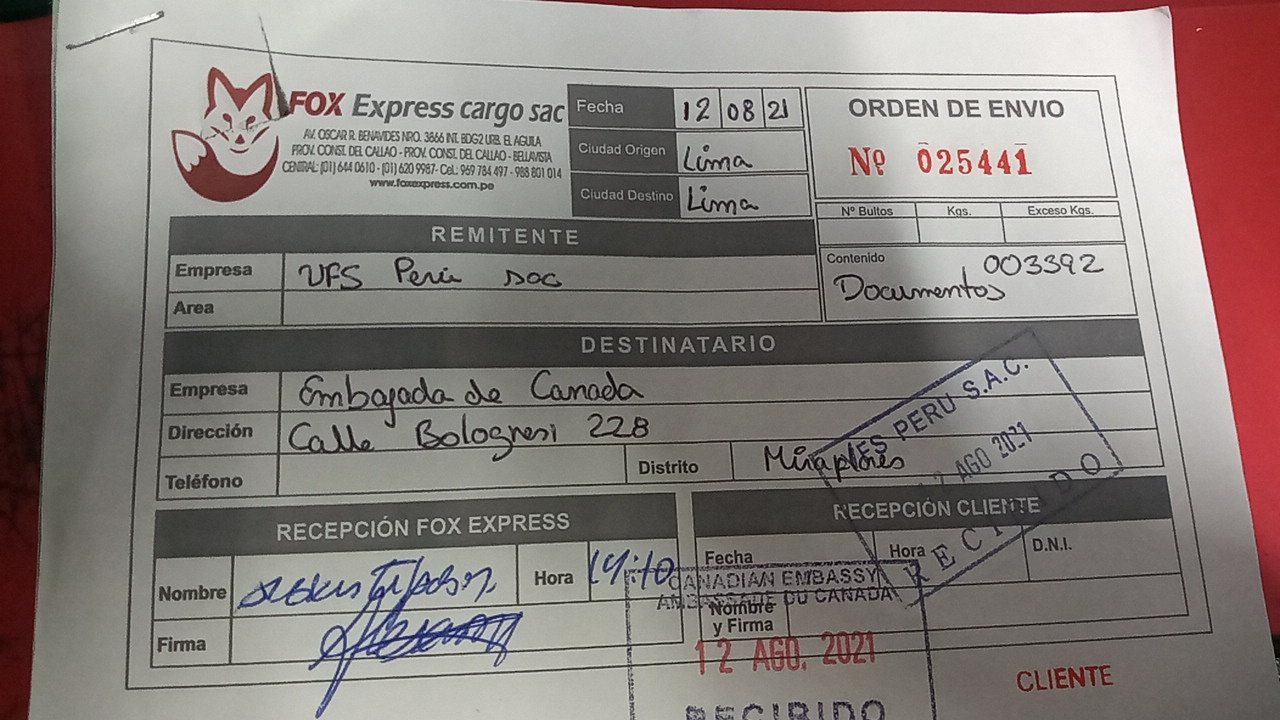 FOX Express cargo sac
AV. OSCAR R. BENAVIDES NRO. 3866 INT. BDG2 URB. EL AGUILA
PROV. CONST. DEL CALLAO - PROV. CONST. DEL CALLAO - BELLAVISTA
CENTRAL: (01) 644 0610 - (01) 620 9987- Cel.: 969 784 497 - 988 801 014
www.foxexpress.com.pe
Fecha 12 08 21
Ciudad Origen Lima
Ciudad Destino Lima
ORDEN DE ENVIO
Nº 025441
Nº Bultos Kgs. Exceso Kgs.
Contenido 003392
Documentos
REMITENTE
Empresa VFS Perú sac
Area
DESTINATARIO
Empresa Embajada de Canada
Dirección Calle Bolognesi 228
Teléfono Distrito Miraflores
ES PERU S.A.C.
12 AGO 2021
RECIBIDO
RECEPCIÓN FOX EXPRESS
Nombre
Hora 14:10
Firma
RECEPCIÓN CLIENTE
Fecha Hora D.N.I.
Nombre
y Firma
CANADIAN EMBASSY
AMBASSADE DU CANADA
12 AGO. 2021
RECIBIDO
CLIENTE